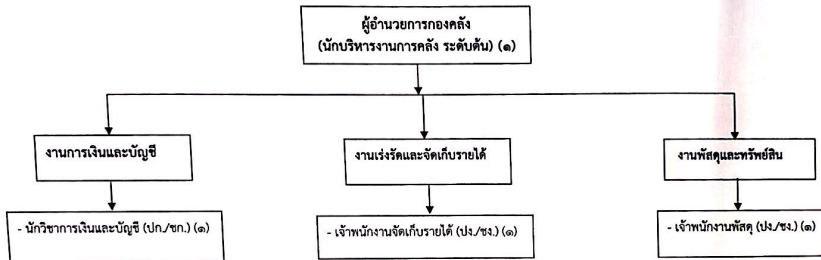 ผู้อำนวยการกองคลัง
(นักบริหารงานการคลัง ระดับต้น) (๑)
งานการเงินและบัญชี
งานเร่งรัดและจัดเก็บรายได้
งานพัสดุและทรัพย์สิน
- นักวิชาการเงินและบัญชี (ปก./ชก.) (๑)
- เจ้าพนักงานจัดเก็บรายได้ (ปง./ชง.) (๑)
- เจ้าพนักงานพัสดุ (ปง./ชง.) (๑)